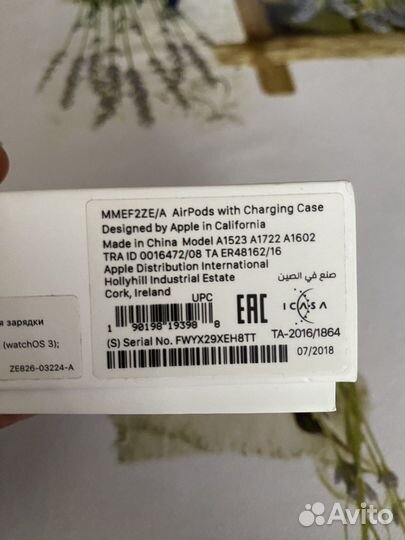 MMEF2ZE/A AirPods with Charging Case
Designed by Apple in California
Made in China Model A1523 A1722 A1602
TRA ID 0016472/08 TA ER48162/16
Apple Distribution International
Hollyhill Industrial Estate
Cork, Ireland
صنع في الصين
UPC
EAC
ICASA
1 90198 19398 8
TA-2016/1864
(S) Serial No. FWYX29XEH8TT
07/2018
я зарядки
(watchOS 3);
ZE826-03224-A
Avito